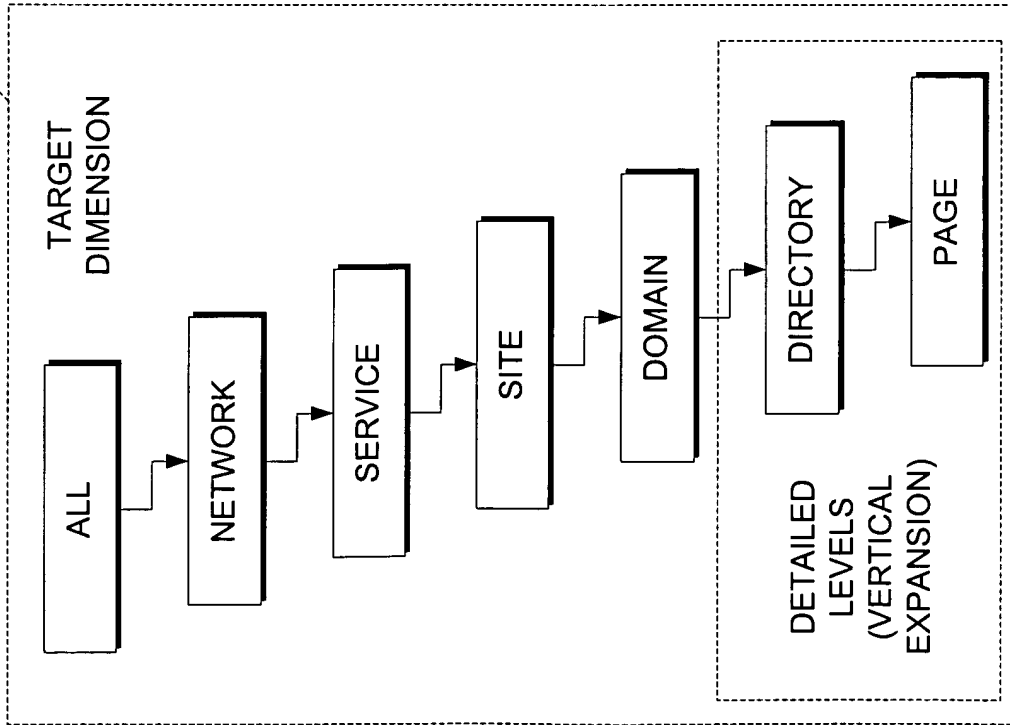 TARGET
DIMENSION
ALL
NETWORK
SERVICE
SITE
DOMAIN
DIRECTORY
PAGE
DETAILED
LEVELS
(VERTICAL
EXPANSION)